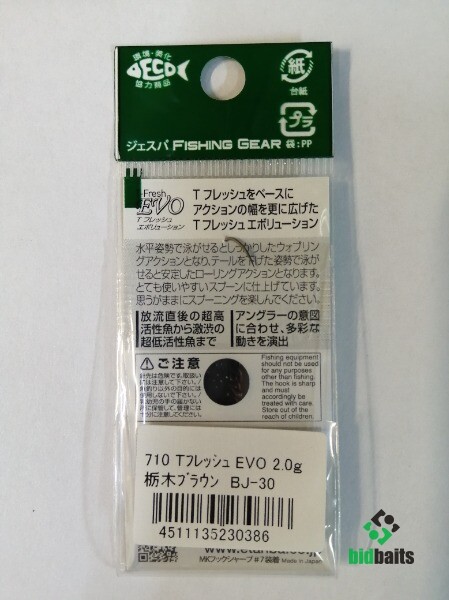 環境・美化
ECO
協力商品
紙
台紙
プラ
ジェスパ FISHING GEAR
袋:PP
Fresh
EVO
Tフレッシュ
エボリューション
Tフレッシュをベースに
アクションの幅を更に広げた
Tフレッシュエボリューション
水平姿勢で泳がせるとしっかりしたウォブリン
グアクションとなり、テールを下げた姿勢で泳が
せると安定したローリングアクションとなります。
とても使いやすいスプーンに仕上げています。
思うがままにスプーニングを楽しんでください。
放流直後の超高
活性魚から激渋の
超低活性魚まで
アングラーの意図
に合わせ、多彩な
動きを演出
ご注意
Fishing equipment
should not be used
for any purposes
other than fishing.
The hook is sharp
and must
accordingly be
treated with care.
Store out of the
reach of children.
710 Tフレッシュ EVO 2.0g
栃木ブラウン BJ-30
4511135230386
MKフックシャープ#7装着 Made in Japan
bidbaits